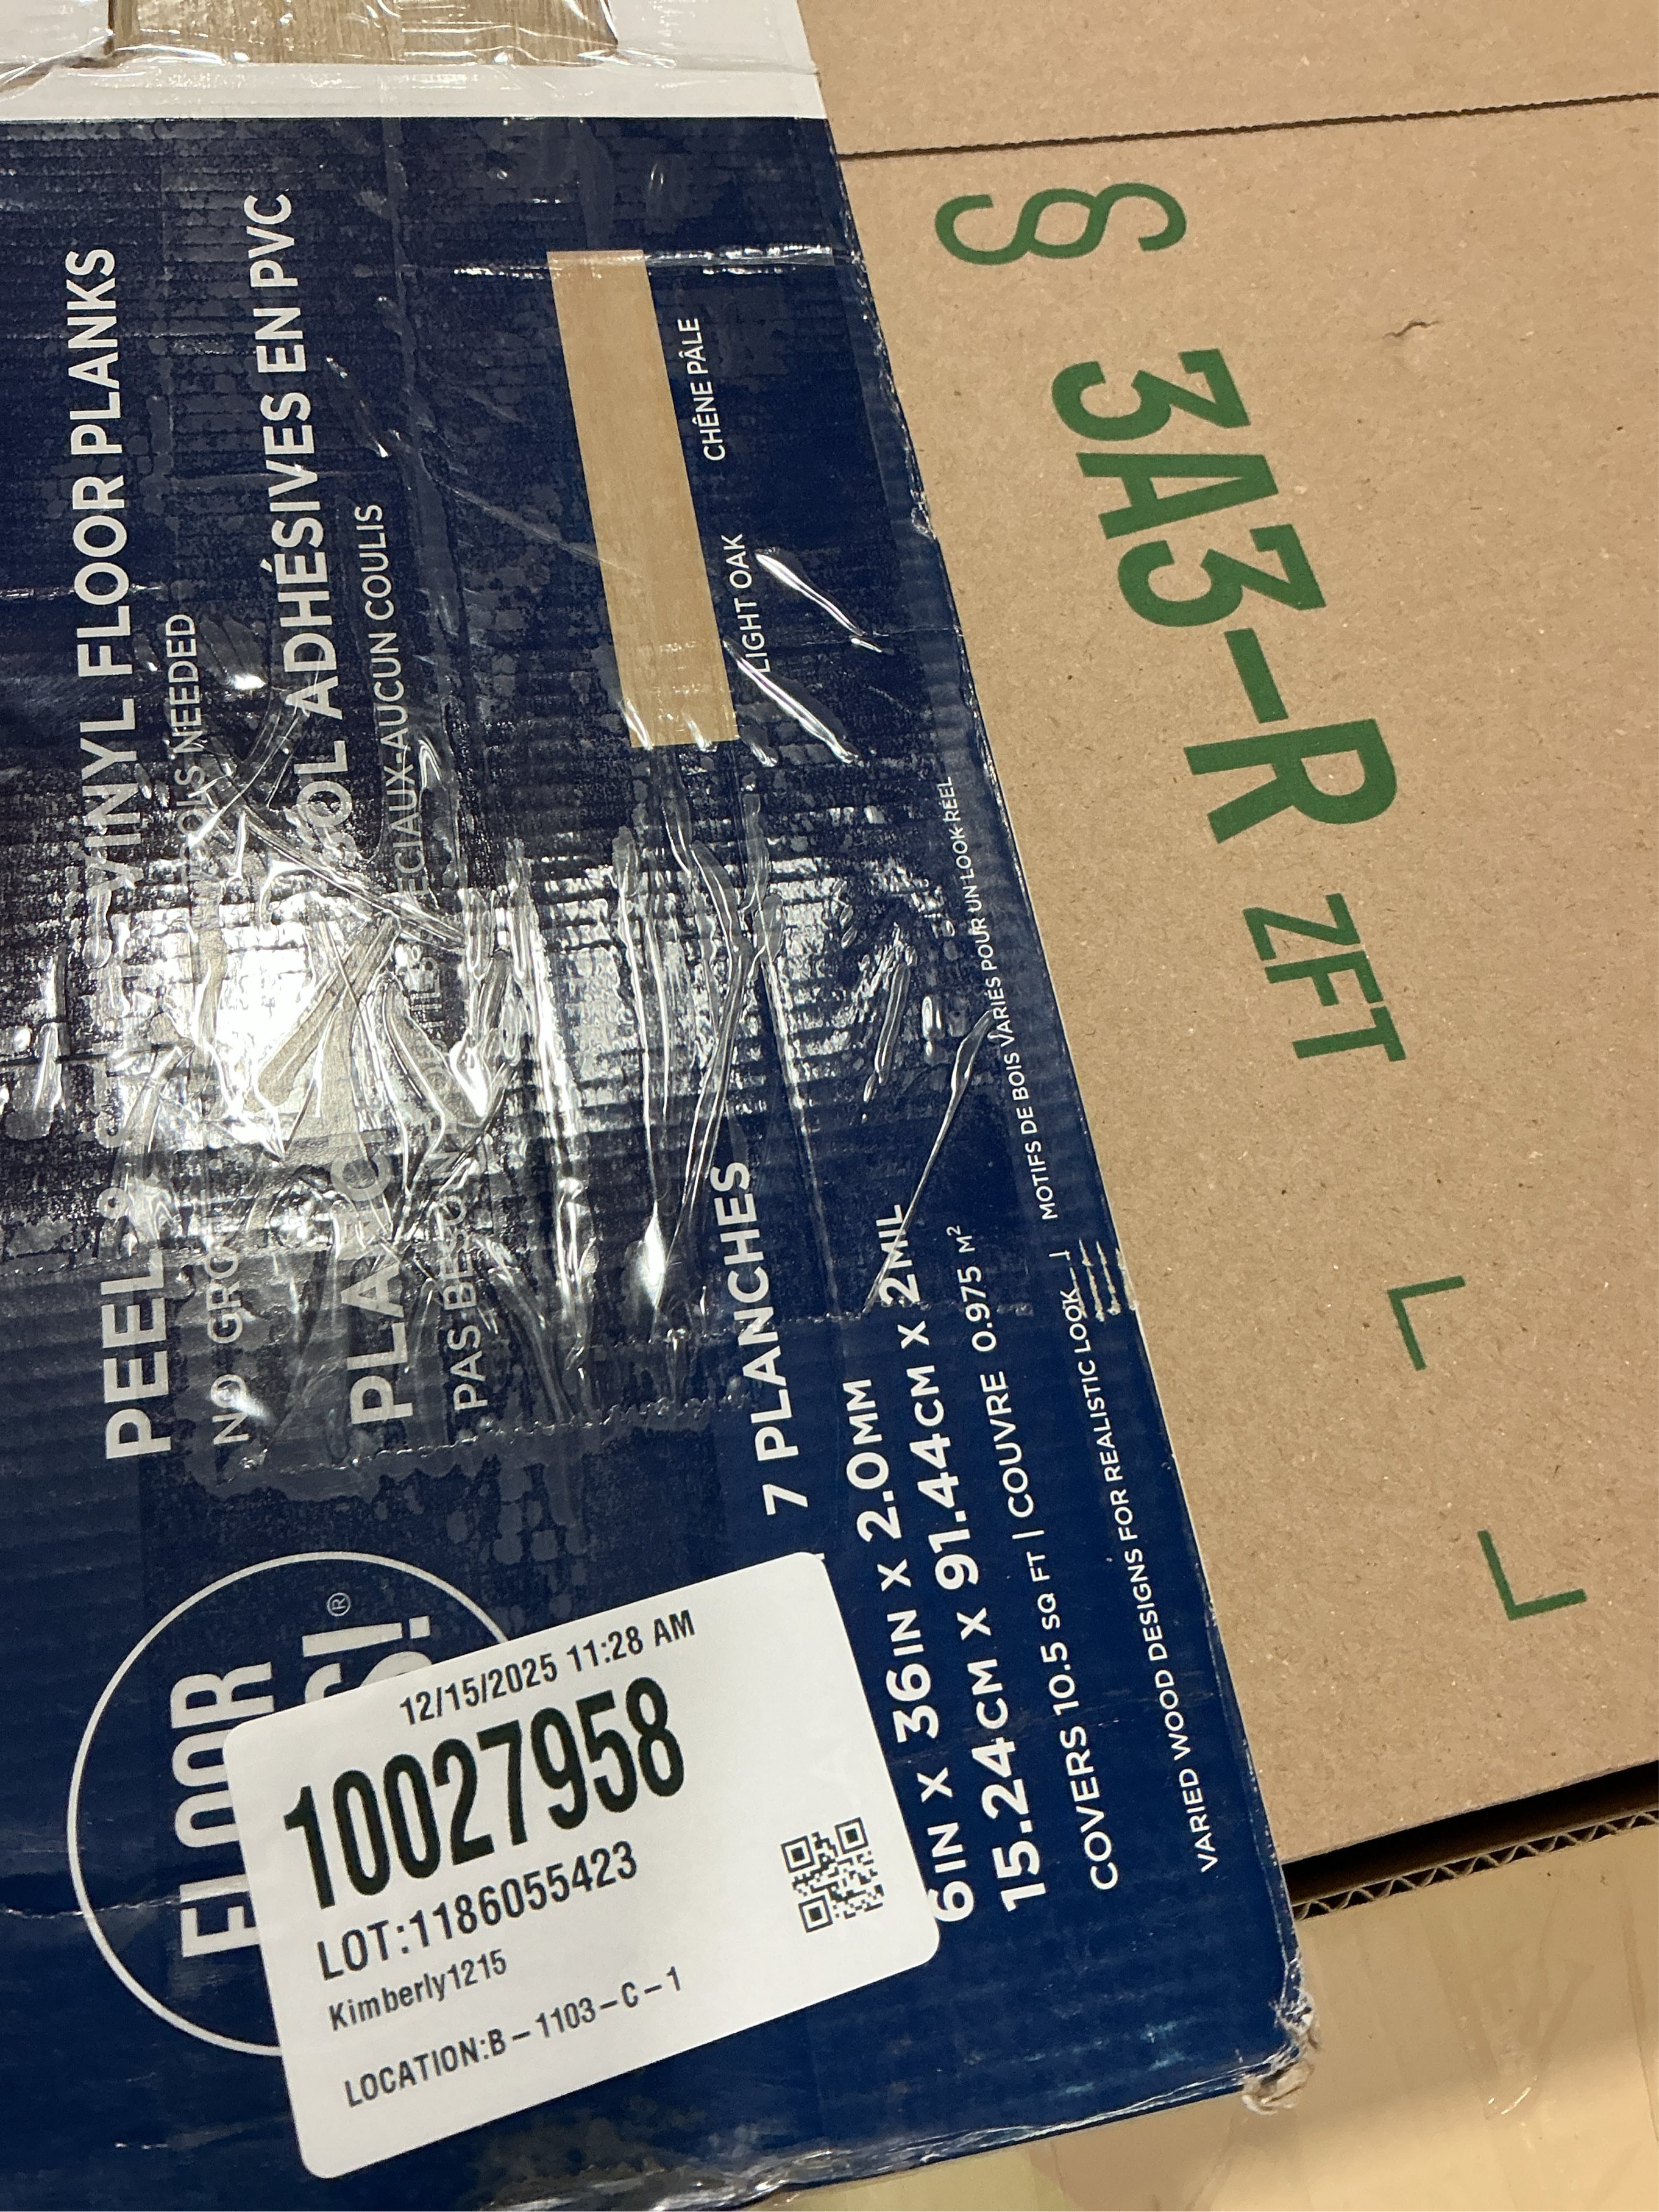 PEEL & VINYL FLOOR PLANKS
NO GROUT TOOLS NEEDED
SOL ADHÉSIVES EN PVC
PAS BESOIN AUCUN COULIS
LIGHT OAK CHÊNE PÂLE
7 PLANCHES
6IN X 36IN X 2.0MM
15.24CM X 91.44CM X 2MIL
COVERS 10.5 SQ FT | COUVRE 0.975 M²
VARIED WOOD DESIGNS FOR REALISTIC LOOK | MOTIFS DE BOIS VARIÉS POUR UN LOOK RÉEL
FLOOR
®
12/15/2025 11:28 AM
10027958
LOT:1186055423
Kimberly1215
LOCATION:B-1103-C-1
§ 3A3-R ZFT